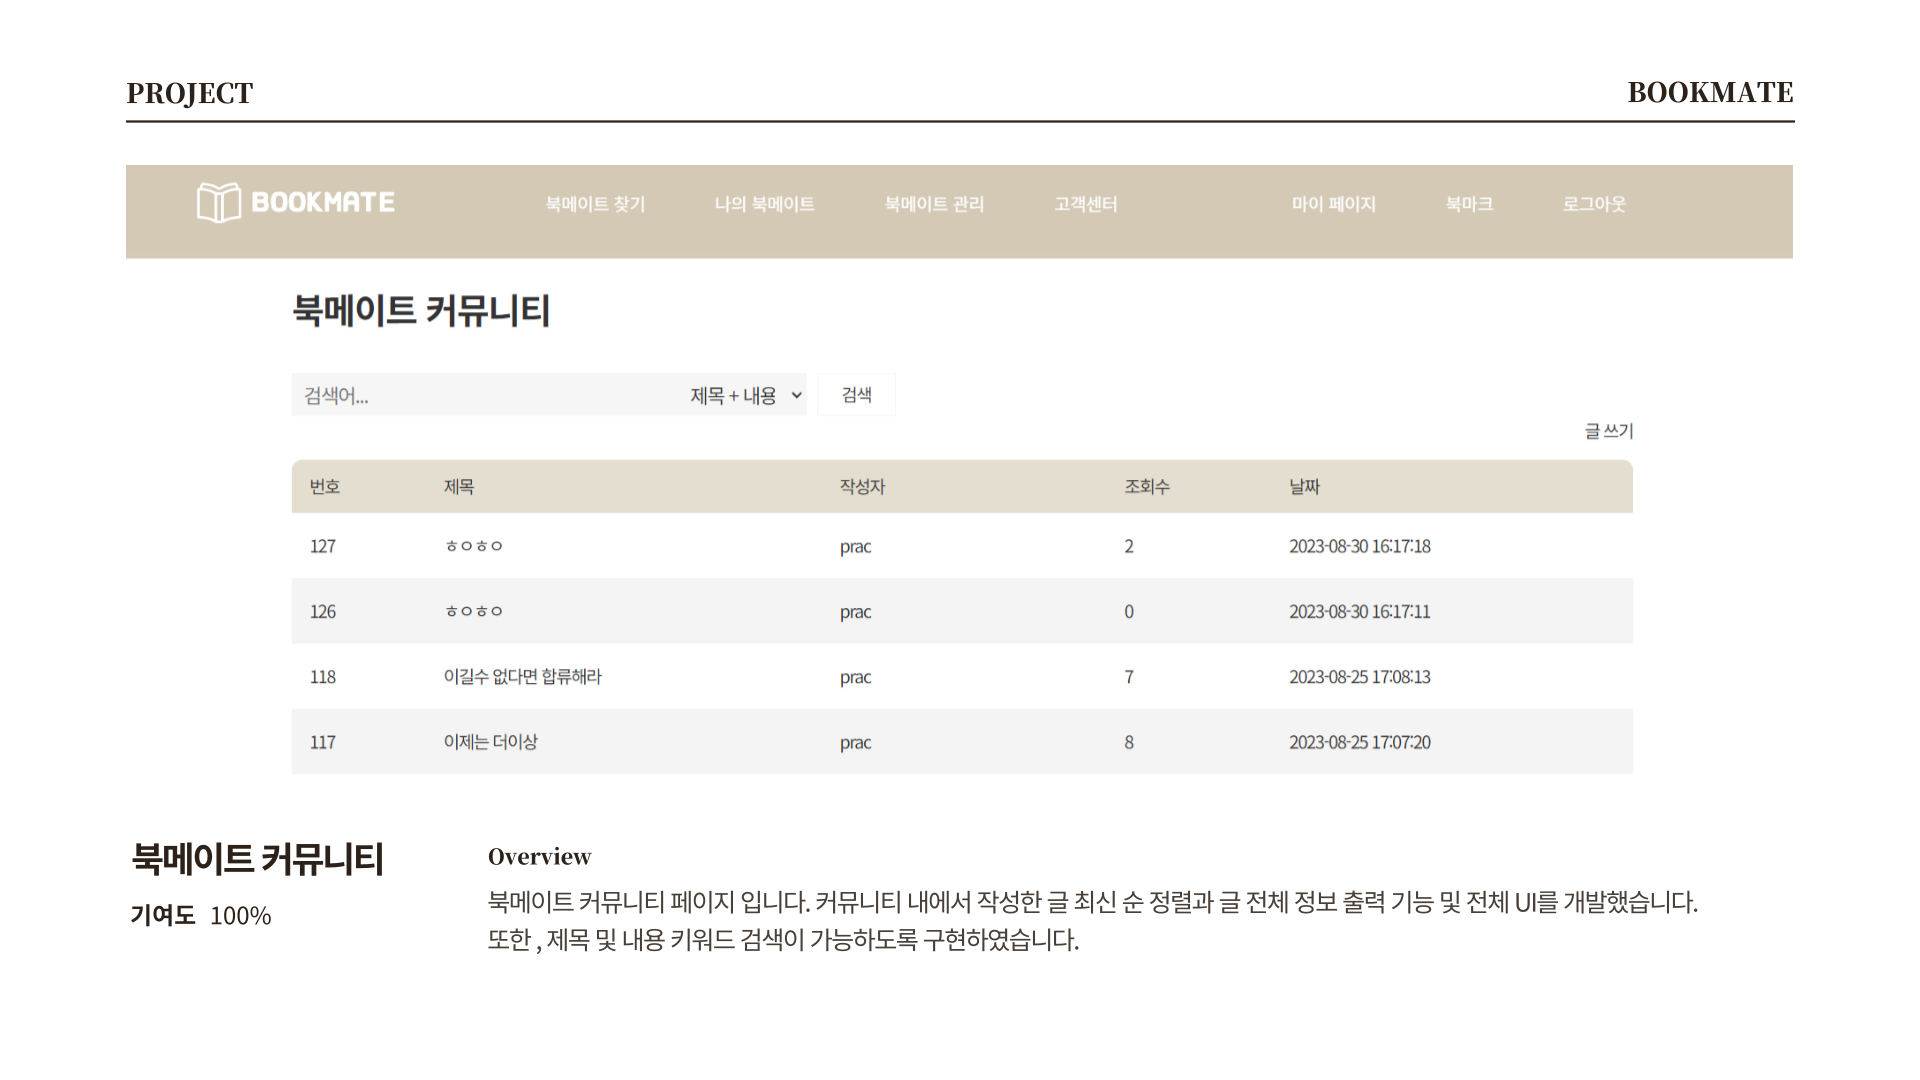 PROJECT
BOOKMATE
BOOKMATE 북메이트 찾기 나의 북메이트 북메이트 관리 고객센터 마이 페이지 북마크 로그아웃
북메이트 커뮤니티
검색어... 제목 + 내용 검색
글 쓰기
번호 제목 작성자 조회수 날짜
127 ㅎㅇㅎㅇ prac 2 2023-08-30 16:17:18
126 ㅎㅇㅎㅇ prac 0 2023-08-30 16:17:11
118 이길수 없다면 합류해라 prac 7 2023-08-25 17:08:13
117 이제는 더이상 prac 8 2023-08-25 17:07:20
북메이트 커뮤니티
기여도 100%
Overview
북메이트 커뮤니티 페이지 입니다. 커뮤니티 내에서 작성한 글 최신 순 정렬과 글 전체 정보 출력 기능 및 전체 UI를 개발했습니다.
또한 , 제목 및 내용 키워드 검색이 가능하도록 구현하였습니다.